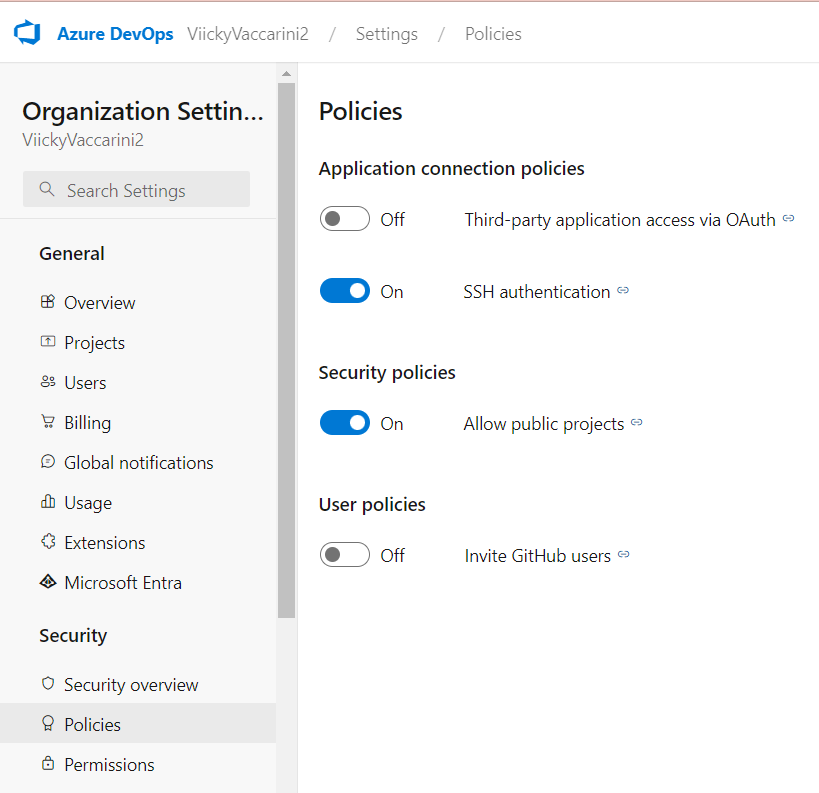 Azure DevOps ViickyVaccarini2 / Settings / Policies
Organization Settin...
ViickyVaccarini2
Search Settings
General
Overview
Projects
Users
Billing
Global notifications
Usage
Extensions
Microsoft Entra
Security
Security overview
Policies
Permissions
Policies
Application connection policies
Off Third-party application access via OAuth
On SSH authentication
Security policies
On Allow public projects
User policies
Off Invite GitHub users